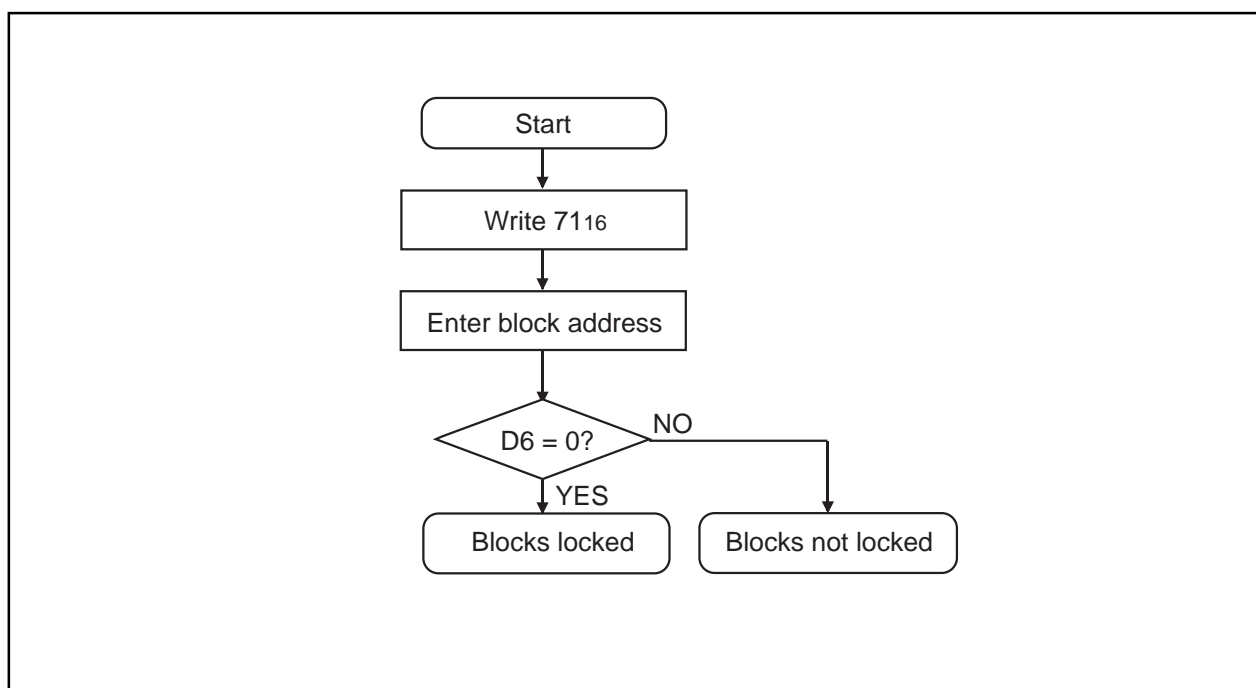 Start
Write 7116
Enter block address
D6 = 0?
NO
YES
Blocks locked
Blocks not locked